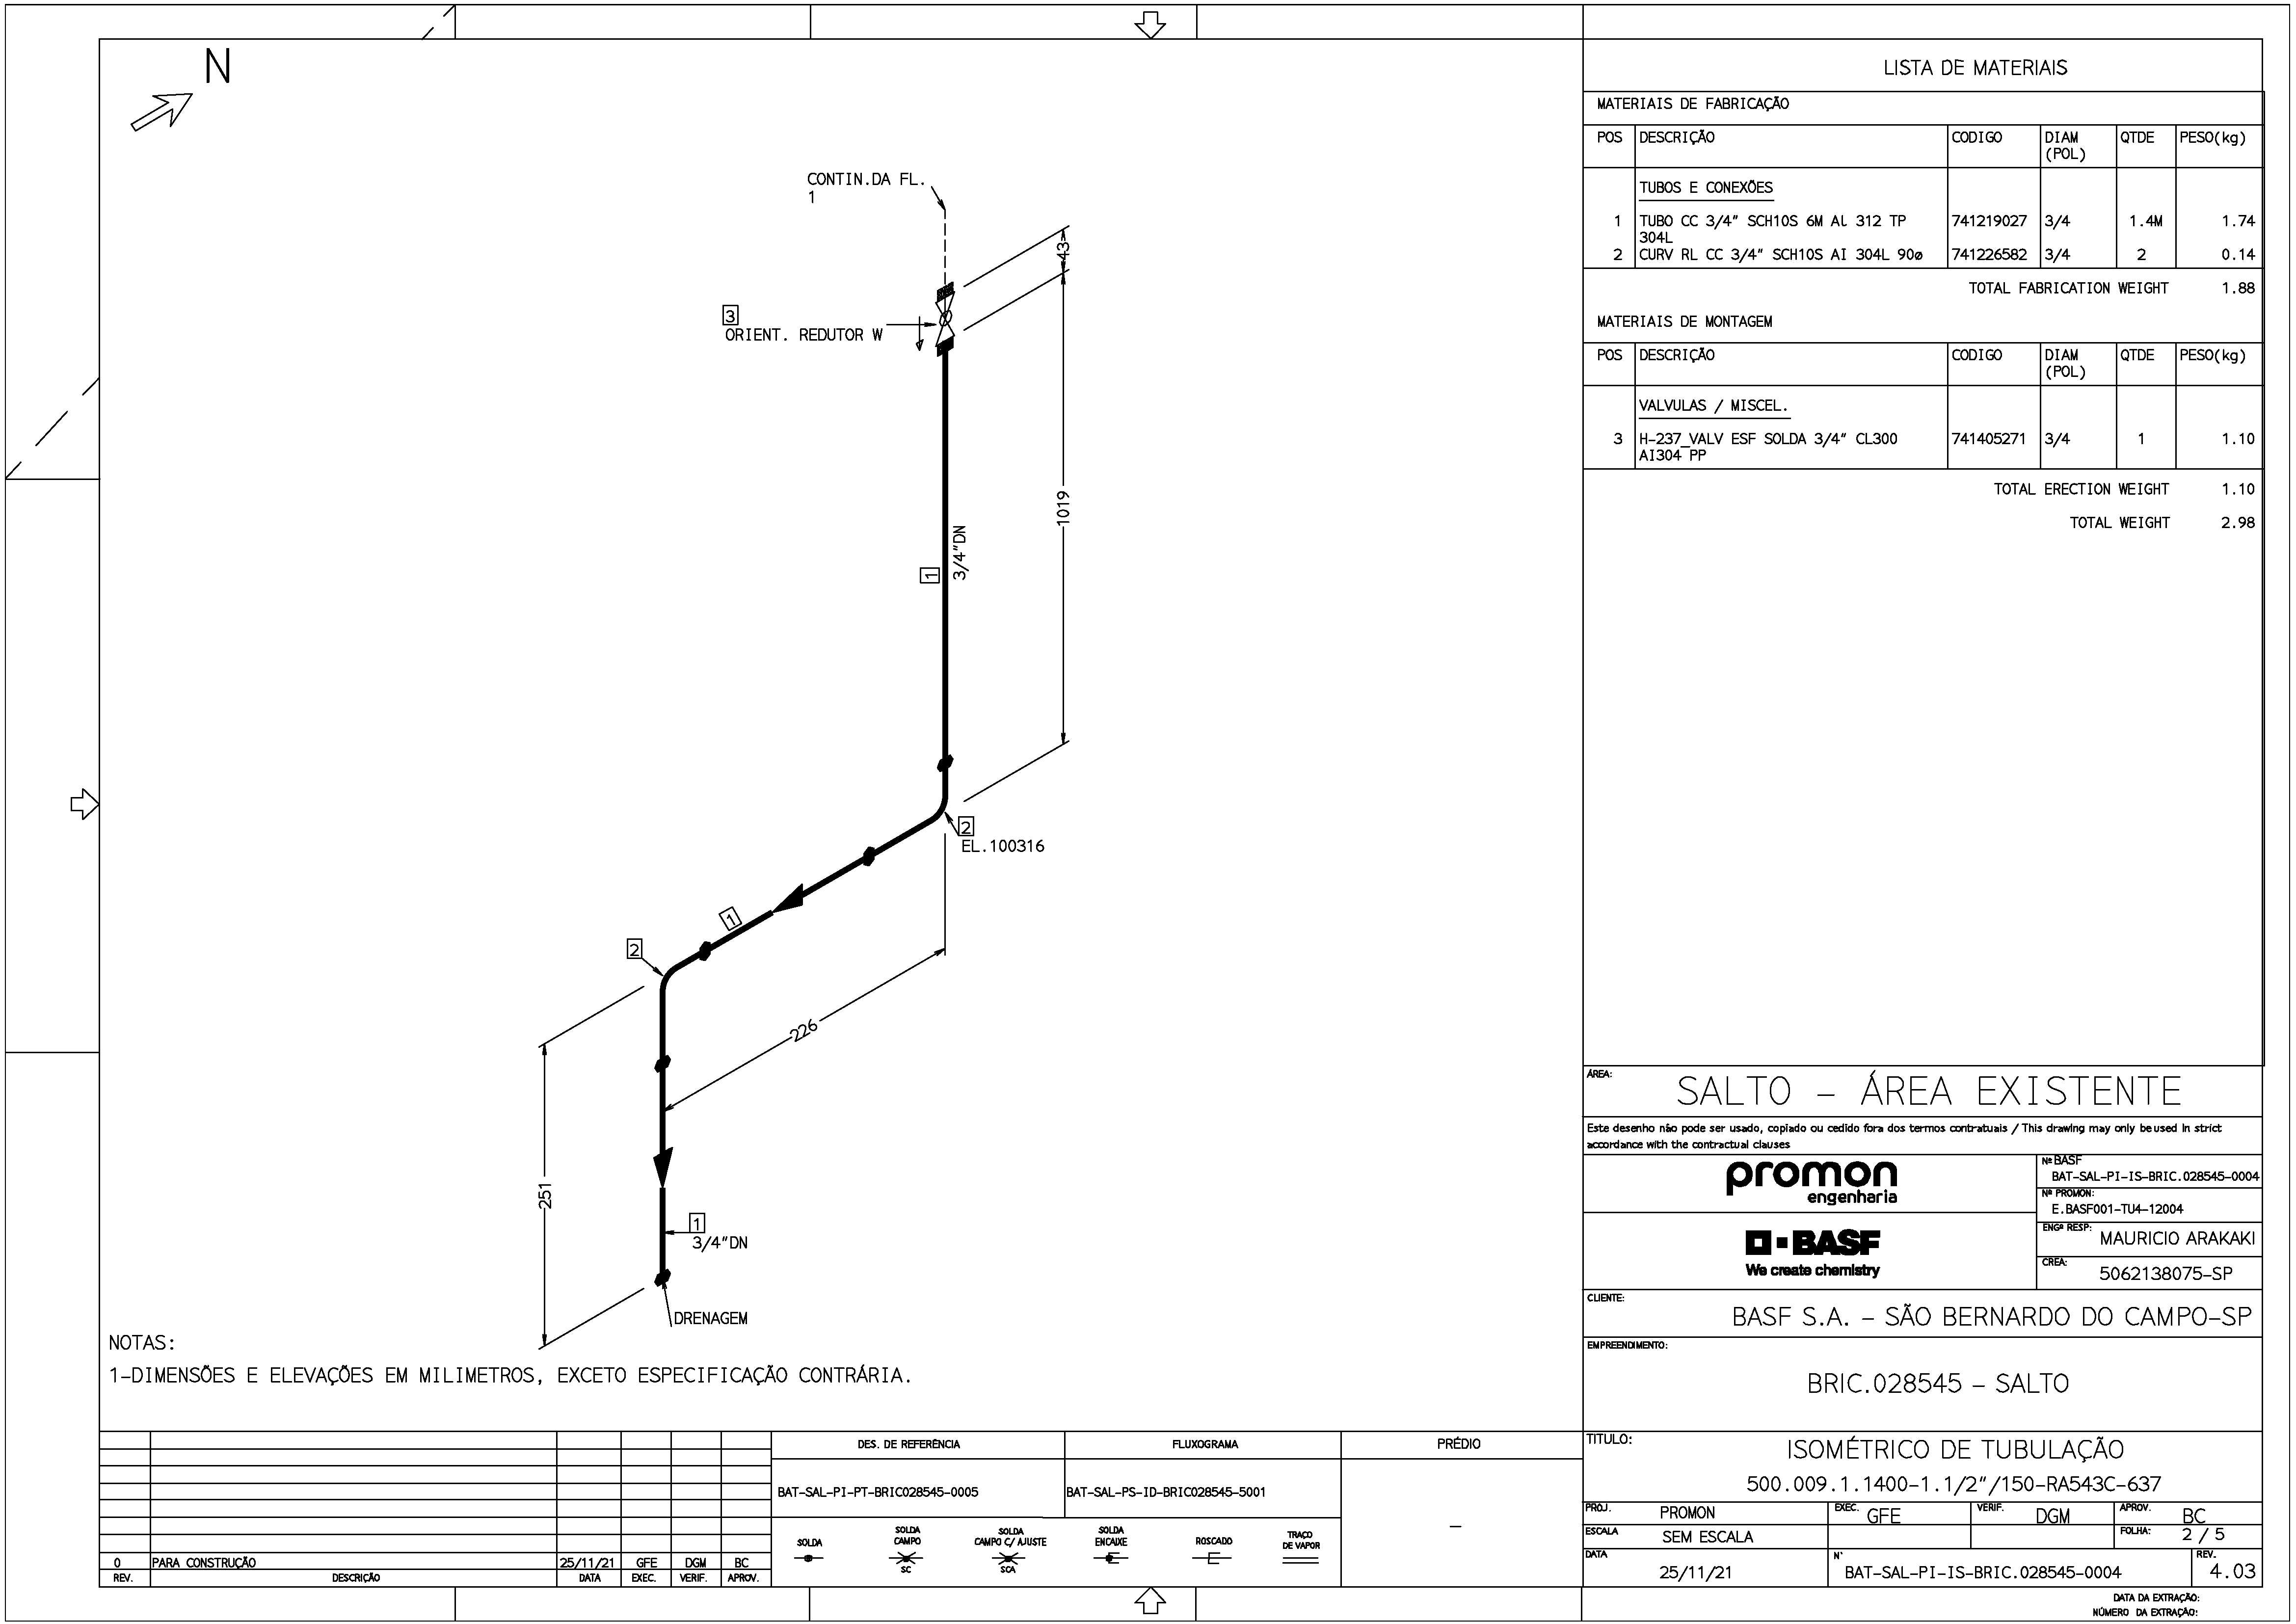 N
CONTIN.DA FL.
1
43
3
ORIENT. REDUTOR W
1019
3/4"DN
1
2
EL.100316
1
2
226
251
1
3/4"DN
DRENAGEM
NOTAS:
1-DIMENSÕES E ELEVAÇÕES EM MILIMETROS, EXCETO ESPECIFICAÇÃO CONTRÁRIA.
LISTA DE MATERIAIS
MATERIAIS DE FABRICAÇÃO
POS DESCRIÇÃO CODIGO DIAM (POL) QTDE PESO(kg)
TUBOS E CONEXÕES
1 TUBO CC 3/4" SCH10S 6M AL 312 TP 741219027 3/4 1.4M 1.74
304L
2 CURV RL CC 3/4" SCH10S AI 304L 90ø 741226582 3/4 2 0.14
TOTAL FABRICATION WEIGHT 1.88
MATERIAIS DE MONTAGEM
POS DESCRIÇÃO CODIGO DIAM (POL) QTDE PESO(kg)
VALVULAS / MISCEL.
3 H-237_VALV ESF SOLDA 3/4" CL300 741405271 3/4 1 1.10
AI304 PP
TOTAL ERECTION WEIGHT 1.10
TOTAL WEIGHT 2.98
ÁREA:
SALTO - ÁREA EXISTENTE
Este desenho não pode ser usado, copiado ou cedido fora dos termos contratuais / This drawing may only be used in strict
accordance with the contractual clauses
promon
engenharia
Nº BASF
BAT-SAL-PI-IS-BRIC.028545-0004
Nº PROMON:
E.BASF001-TU4-12004
BASF
We create chemistry
ENGº RESP:
MAURICIO ARAKAKI
CREA:
5062138075-SP
CLIENTE:
BASF S.A. - SÃO BERNARDO DO CAMPO-SP
EMPREENDIMENTO:
BRIC.028545 - SALTO
TITULO:
ISOMÉTRICO DE TUBULAÇÃO
500.009.1.1400-1.1/2"/150-RA543C-637
PROJ. PROMON EXEC. GFE VERIF. DGM APROV. BC
ESCALA SEM ESCALA FOLHA: 2 / 5
DATA 25/11/21 N° BAT-SAL-PI-IS-BRIC.028545-0004 REV. 4.03
DATA DA EXTRAÇÃO:
NÚMERO DA EXTRAÇÃO:
DES. DE REFERÊNCIA FLUXOGRAMA PRÉDIO
BAT-SAL-PI-PT-BRIC028545-0005 BAT-SAL-PS-ID-BRIC028545-5001 -
SOLDA
SOLDA CAMPO
SC
SOLDA CAMPO C/ AJUSTE
SCA
SOLDA ENCAIXE
ROSCADO
TRAÇO DE VAPOR
0 PARA CONSTRUÇÃO 25/11/21 GFE DGM BC
REV. DESCRIÇÃO DATA EXEC. VERIF. APROV.